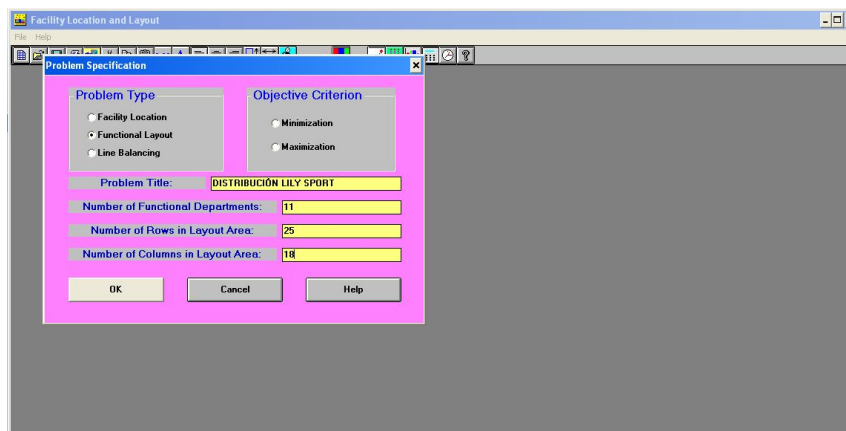 Facility Location and Layout
File Help
Problem Specification
Problem Type
Facility Location
Functional Layout
Line Balancing
Objective Criterion
Minimization
Maximization
Problem Title: DISTRIBUCIÓN LILY SPORT
Number of Functional Departments: 11
Number of Rows in Layout Area: 25
Number of Columns in Layout Area: 18
OK Cancel Help